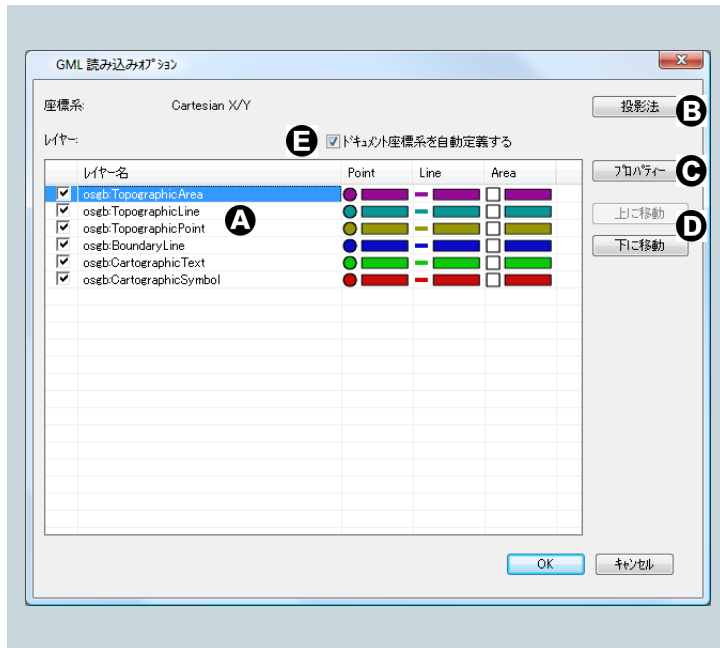 GML 読み込みｵﾌﾟｼｮﾝ
座標系: Cartesian X/Y
投影法 B
ﾚｲﾔｰ: E ﾄﾞｷｭﾒﾝﾄ座標系を自動定義する
ﾚｲﾔｰ名 Point Line Area
ﾌﾟﾛﾊﾟﾃｨｰ C
osgb:TopographicArea
osgb:TopographicLine A
上に移動
osgb:TopographicPoint
D
osgb:BoundaryLine
下に移動
osgb:CartographicText
osgb:CartographicSymbol
OK ｷｬﾝｾﾙ